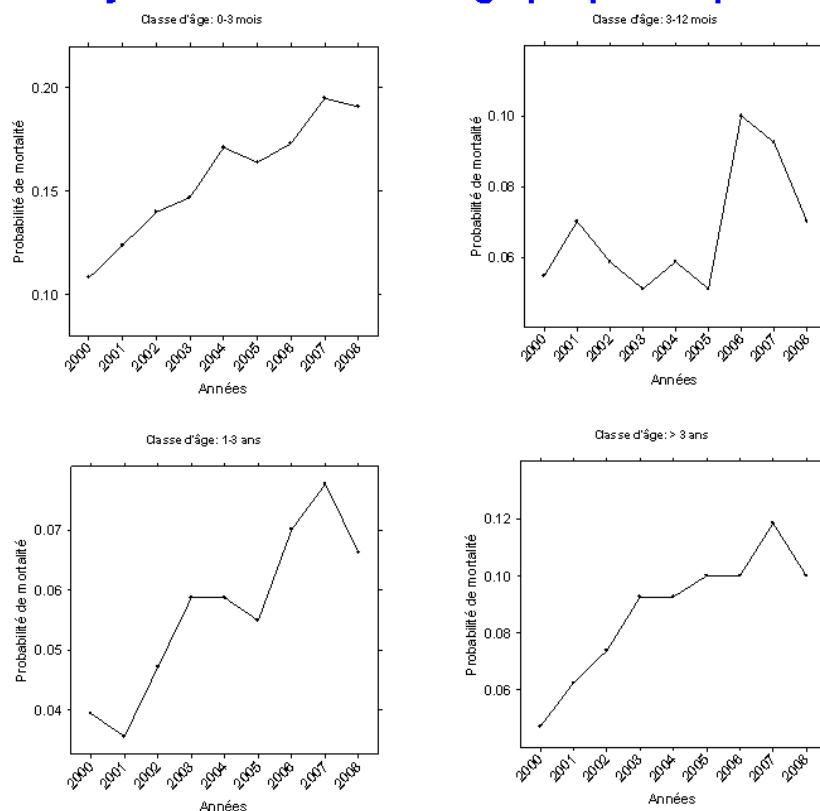 Classe d'âge: 0-3 mois
Probabilité de mortalité
0.20
0.15
0.10
2000 2001 2002 2003 2004 2005 2006 2007 2008
Années
Classe d'âge: 3-12 mois
Probabilité de mortalité
0.10
0.08
0.06
2000 2001 2002 2003 2004 2005 2006 2007 2008
Années
Classe d'âge: 1-3 ans
Probabilité de mortalité
0.07
0.06
0.05
0.04
2000 2001 2002 2003 2004 2005 2006 2007 2008
Années
Classe d'âge: > 3 ans
Probabilité de mortalité
0.12
0.10
0.08
0.06
2000 2001 2002 2003 2004 2005 2006 2007 2008
Années